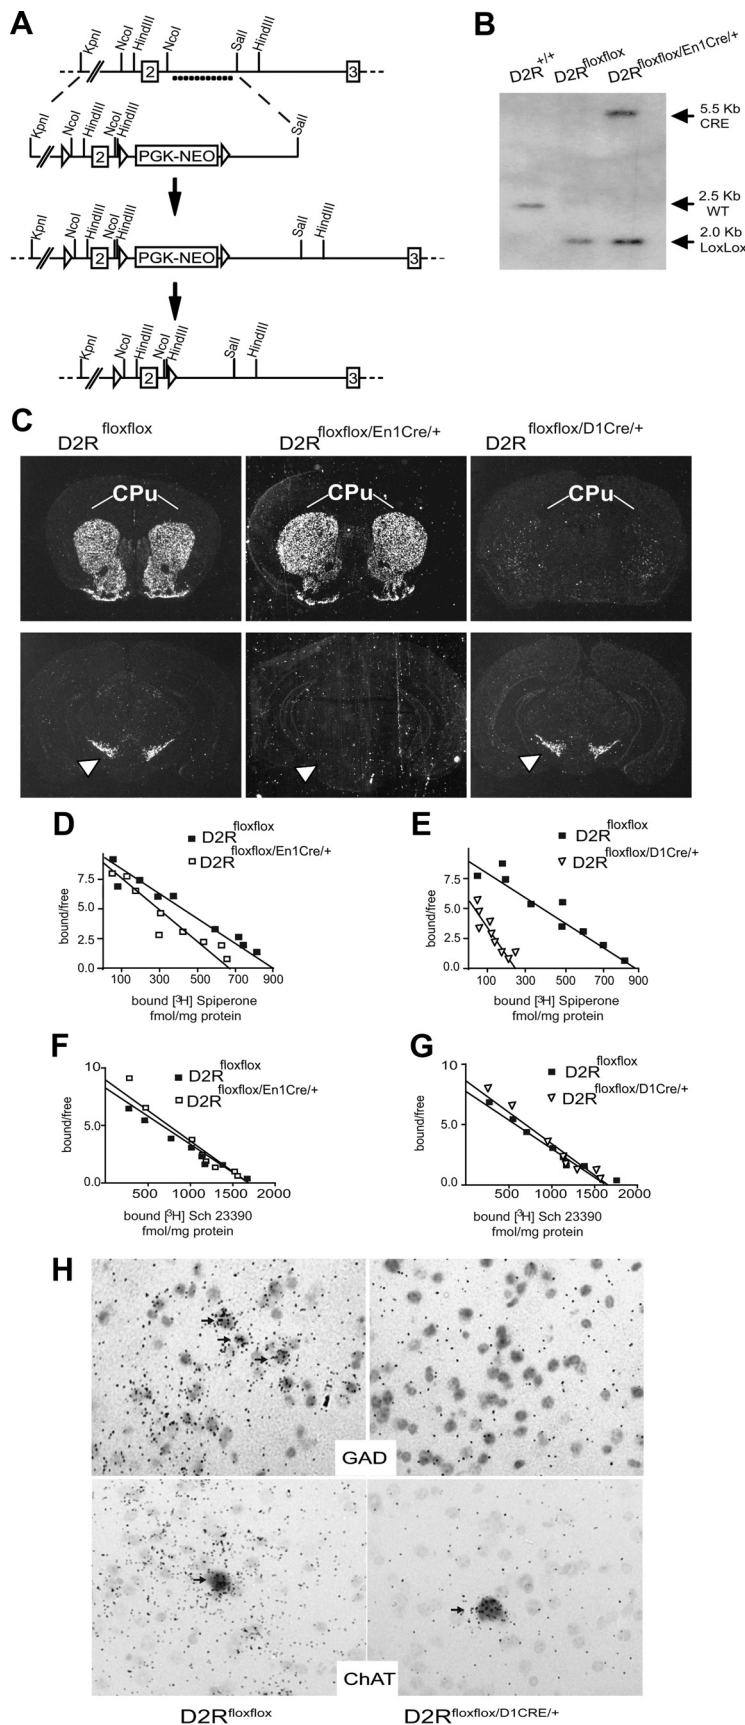 A
KpnI NcoI HindIII NcoI SalI HindIII
2 3
KpnI NcoI HindIII NcoI HindIII SalI
2 PGK-NEO
KpnI NcoI HindIII NcoI HindIII SalI HindIII
2 PGK-NEO 3
KpnI NcoI HindIII NcoI HindIII SalI HindIII
2 3
B
D2R+/+ D2Rfloxflox D2Rfloxflox/En1Cre/+
5.5 Kb
CRE
2.5 Kb
WT
2.0 Kb
LoxLox
C
D2Rfloxflox D2Rfloxflox/En1Cre/+ D2Rfloxflox/D1Cre/+
CPu CPu CPu
D
D2Rfloxflox
D2Rfloxflox/En1Cre/+
bound/free
7.5
5.0
2.5
0.0
100 300 500 700 900
bound [3H] Spiperone
fmol/mg protein
E
D2Rfloxflox
D2Rfloxflox/D1Cre/+
bound/free
7.5
5.0
2.5
0.0
100 300 500 700 900
bound [3H] Spiperone
fmol/mg protein
F
D2Rfloxflox
D2Rfloxflox/En1Cre/+
bound/free
10
5.0
0.0
500 1000 1500 2000
bound [3H] Sch 23390
fmol/mg protein
G
D2Rfloxflox
D2Rfloxflox/D1Cre/+
bound/free
10
5.0
0.0
500 1000 1500 2000
bound [3H] Sch 23390
fmol/mg protein
H
GAD
ChAT
D2Rfloxflox D2Rfloxflox/D1CRE/+